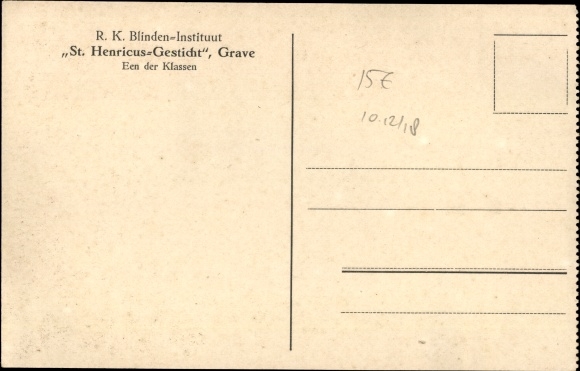 R. K. Blinden=Instituut
„St. Henricus=Gesticht“, Grave
Een der Klassen
15€
10.12/18